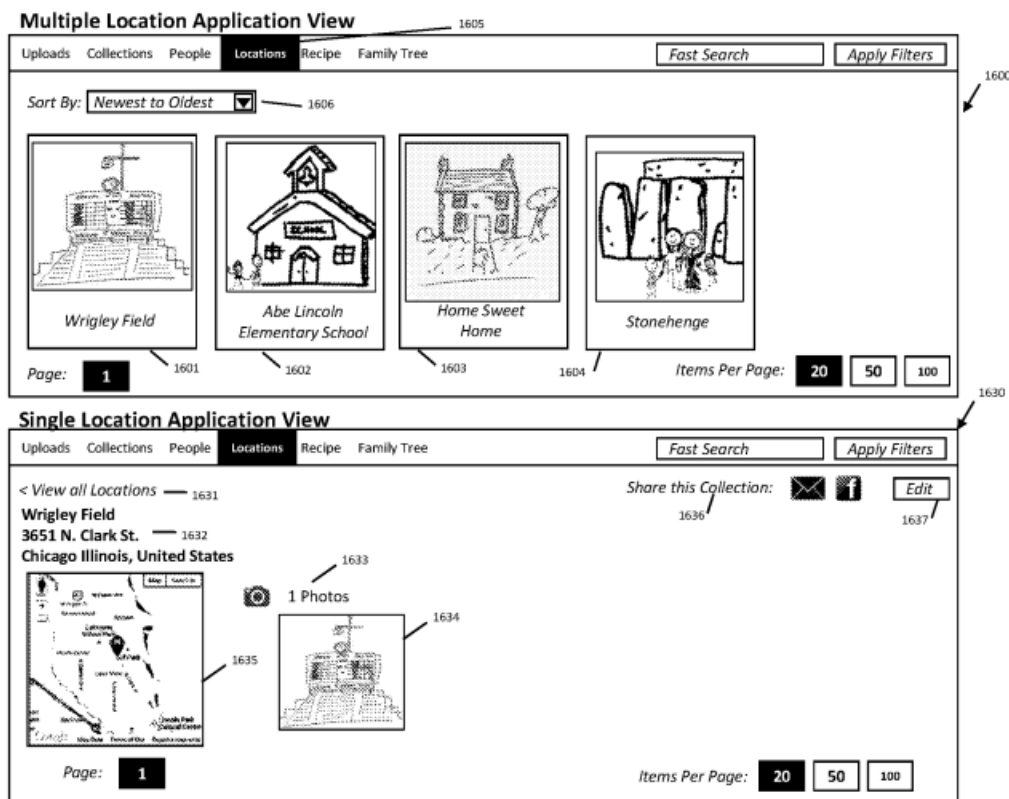 Multiple Location Application View
1605
Uploads Collections People Locations Recipe Family Tree Fast Search Apply Filters
1600
Sort By: Newest to Oldest 1606
SCHOOL
Wrigley Field
Abe Lincoln
Elementary School
Home Sweet
Home
Stonehenge
1601 1602 1603 1604
Page: 1 Items Per Page: 20 50 100
1630
Single Location Application View
Uploads Collections People Locations Recipe Family Tree Fast Search Apply Filters
< View all Locations 1631 Share this Collection: f Edit
1636 1637
Wrigley Field
3651 N. Clark St. 1632
Chicago Illinois, United States
1633
1 Photos
1634
Map
1635
Google
Page: 1 Items Per Page: 20 50 100